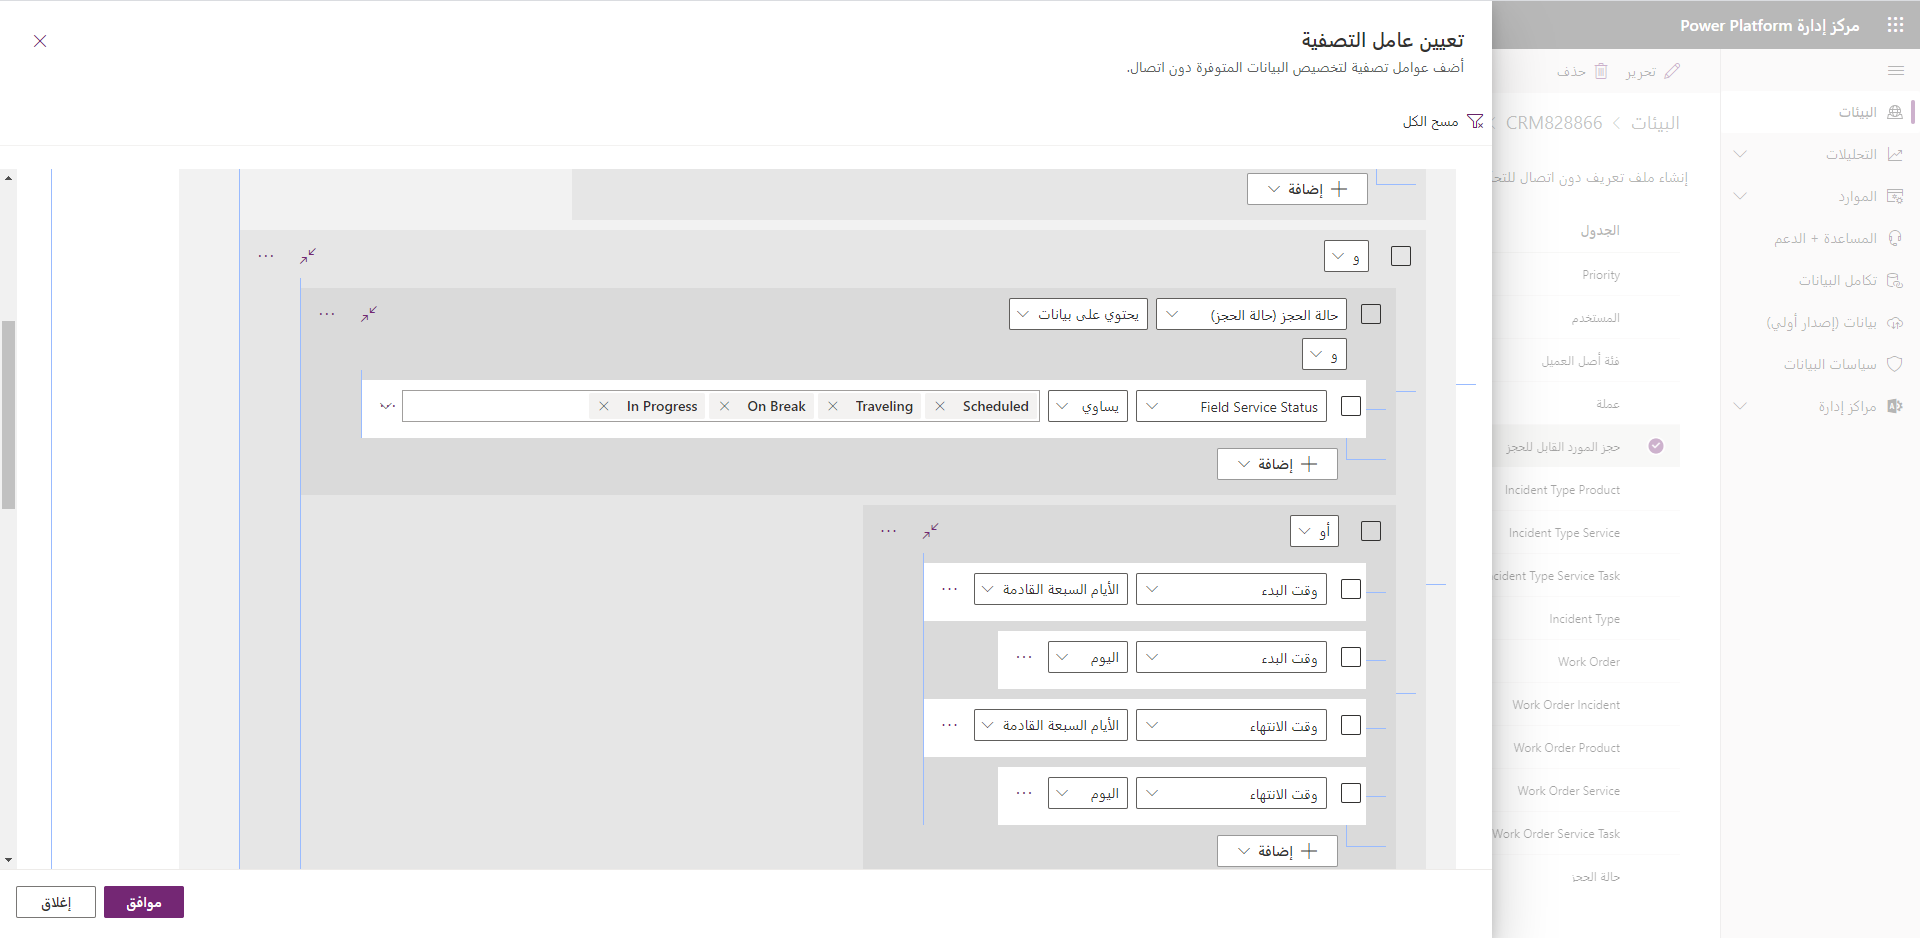 مركز إدارة Power Platform
البيئات
التحليلات
الموارد
المساعدة + الدعم
تكامل البيانات
بيانات (إصدار أولي)
سياسات البيانات
مراكز إدارة
تحرير
حذف
البيئات
CRM828866
إنشاء ملف تعريف دون اتصال
الجدول
Priority
المستخدم
فئة أصل العميل
عملة
حجز المورد القابل للحجز
Incident Type Product
Incident Type Service
Type Service Task
Incident Type
Work Order
Work Order Incident
Work Order Product
Work Order Service
Work Order Service Task
حالة الحجز
تعيين عامل التصفية
أضف عوامل تصفية لتخصيص البيانات المتوفرة دون اتصال.
مسح الكل
إضافة
و
حالة الحجز (حالة الحجز) يحتوي على بيانات
و
Field Service Status يساوي Scheduled Traveling On Break In Progress
إضافة
أو
وقت البدء الأيام السبعة القادمة
وقت البدء اليوم
وقت الانتهاء الأيام السبعة القادمة
وقت الانتهاء اليوم
إضافة
موافق
إغلاق